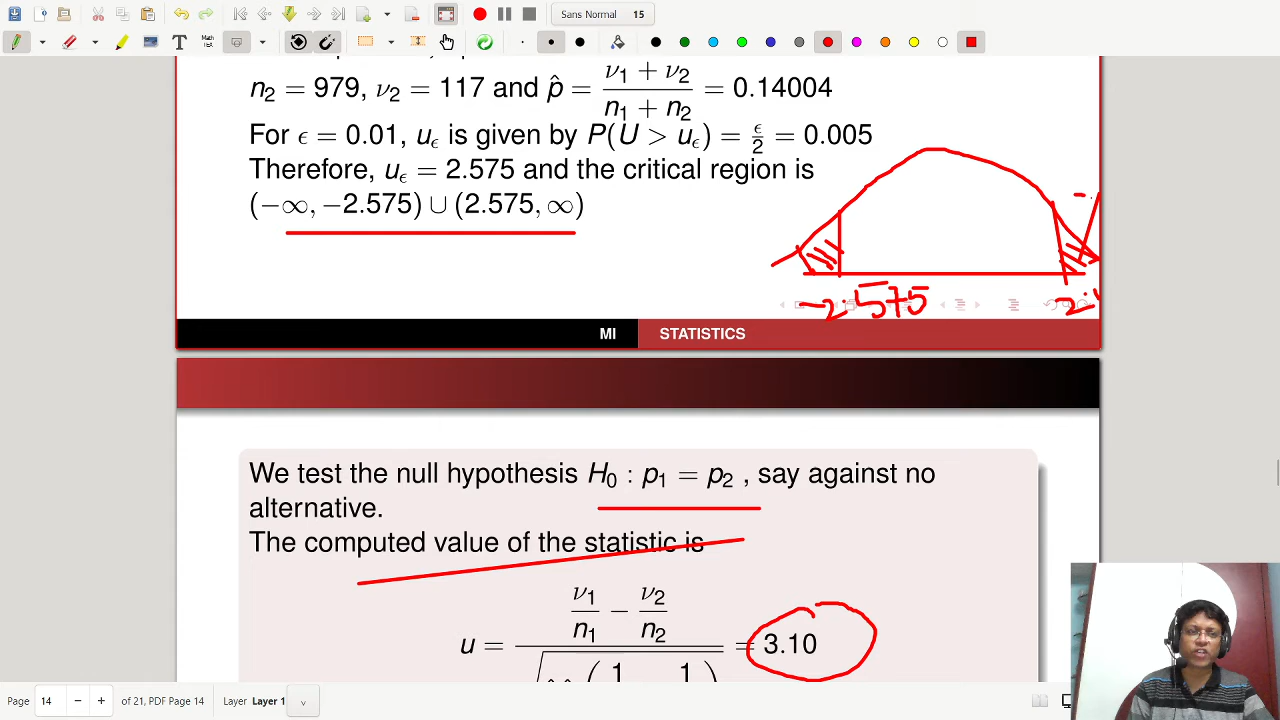 Sans Normal 15
n₂ = 979, ν₂ = 117 and p̂ = (ν₁ + ν₂)/(n₁ + n₂) = 0.14004
For ϵ = 0.01, u_ϵ is given by P(U > u_ϵ) = ϵ/2 = 0.005
Therefore, u_ϵ = 2.575 and the critical region is
(−∞, −2.575) ∪ (2.575, ∞)
−2.575
MI STATISTICS
We test the null hypothesis H₀ : p₁ = p₂ , say against no
alternative.
The computed value of the statistic is
ν₁/n₁ − ν₂/n₂
u = = 3.10
Page 14 of 21, PDF Page 14 Layer Layer 1